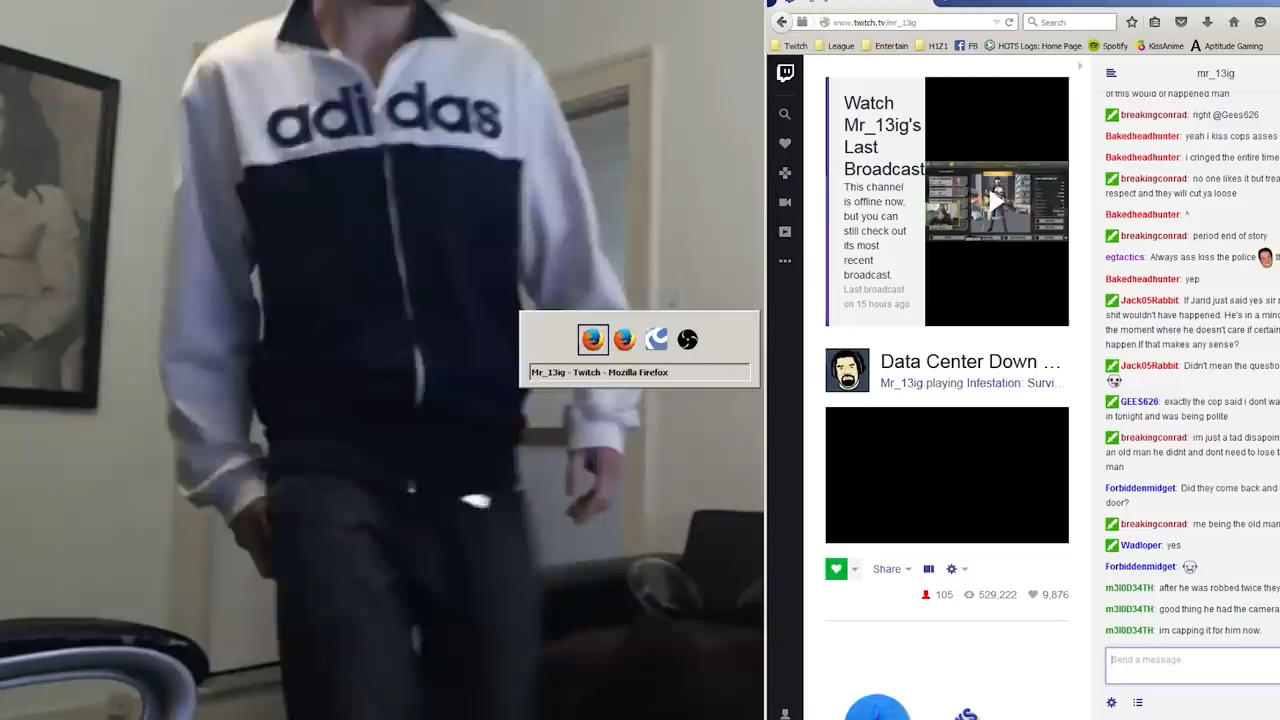 adidas
www.twitch.tv/mr_13ig
Search
Twitch
League
Entertain
H1Z1
FB
HOTS Logs: Home Page
Spotify
KissAnime
Aptitude Gaming
Watch
Mr_13ig's
Last
Broadcast
This channel
is offline now,
but you can
still check out
its most
recent
broadcast.
Last broadcast
on 15 hours ago
Mr_13ig - Twitch - Mozilla Firefox
Data Center Down ...
Mr_13ig playing Infestation: Survi...
Share
105
529,222
9,876
mr_13ig
of this would of happened man
breakingconrad: right @Gees626
Bakedheadhunter: yeah i kiss cops asses
Bakedheadhunter: i cringed the entire time
breakingconrad: no one likes it but trea
respect and they will cut ya loose
Bakedheadhunter: ^
breakingconrad: period end of story
egtactics: Always ass kiss the police th
Bakedheadhunter: yep
Jack05Rabbit: If Jarid just said yes sir n
shit wouldn't have happened. He's in a mind
the moment where he doesn't care if certain
happen.If that makes any sense?
Jack05Rabbit: Didn't mean the questio
GEES626: exactly the cop said i dont wa
in tonight and was being polite
breakingconrad: im just a tad disapoin
an old man he didnt and dont need to lose t
man
Forbiddenmidget: Did they come back and
door?
breakingconrad: me being the old man
Wadloper: yes
Forbiddenmidget:
m3l0D34TH: after he was robbed twice they
m3l0D34TH: good thing he had the camera
m3l0D34TH: im capping it for him now.
Send a message